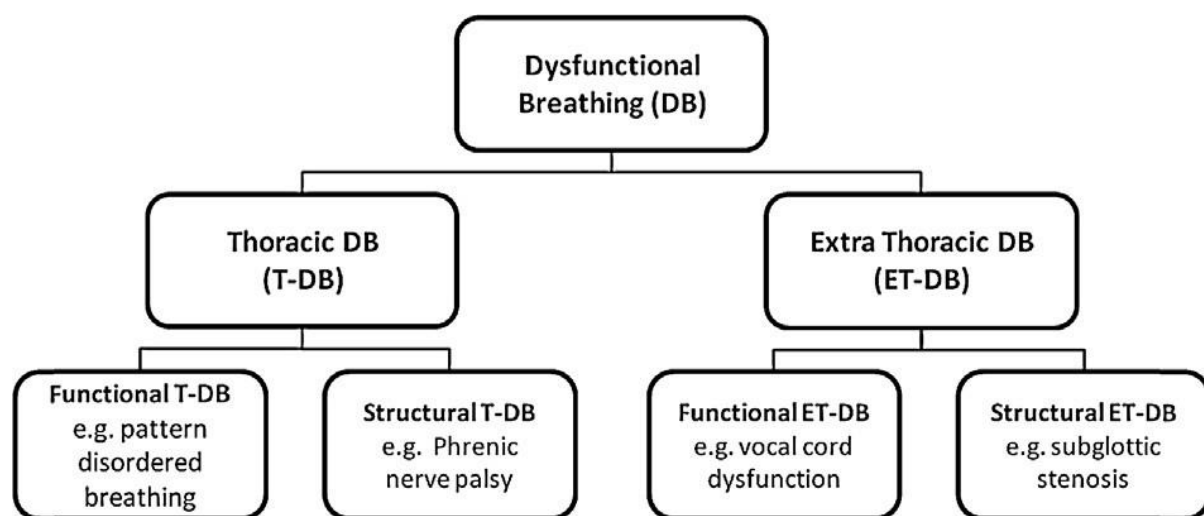 Dysfunctional
Breathing (DB)
Thoracic DB
(T-DB)
Extra Thoracic DB
(ET-DB)
Functional T-DB
e.g. pattern
disordered
breathing
Structural T-DB
e.g. Phrenic
nerve palsy
Functional ET-DB
e.g. vocal cord
dysfunction
Structural ET-DB
e.g. subglottic
stenosis